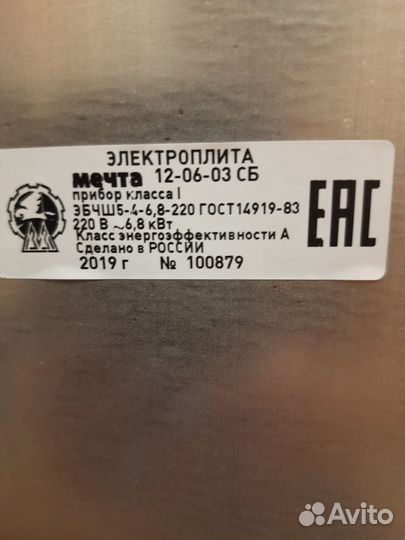 ЭЛЕКТРОПЛИТА
мечта 12-06-03 СБ
прибор класса I
ЭБЧШ5-4-6,8-220 ГОСТ14919-83
220 В ~6,8 кВт
Класс энергоэффективности А
Сделано в РОССИИ
2019 г № 100879
ЕАС
Avito